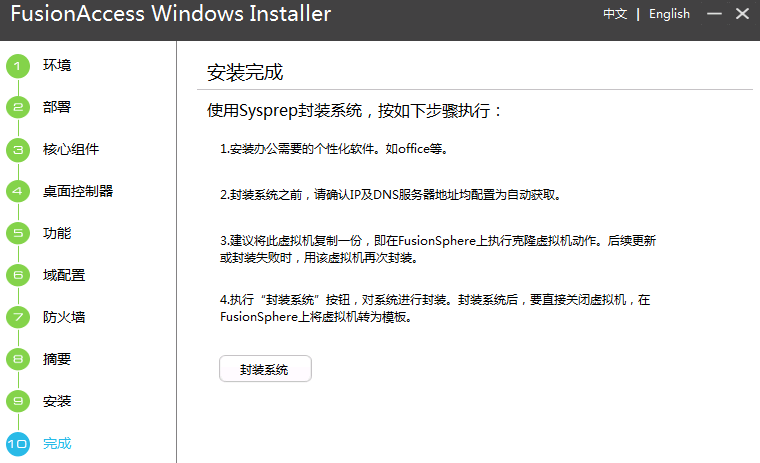 FusionAccess Windows Installer
中文 | English
1 环境
2 部署
3 核心组件
4 桌面控制器
5 功能
6 域配置
7 防火墙
8 摘要
9 安装
10 完成
安装完成
使用Sysprep封装系统，按如下步骤执行：
1.安装办公需要的个性化软件。如office等。
2.封装系统之前，请确认IP及DNS服务器地址均配置为自动获取。
3.建议将此虚拟机复制一份，即在FusionSphere上执行克隆虚拟机动作。后续更新
或封装失败时，用该虚拟机再次封装。
4.执行“封装系统”按钮，对系统进行封装。封装系统后，要直接关闭虚拟机，在
FusionSphere上将虚拟机转为模板。
封装系统